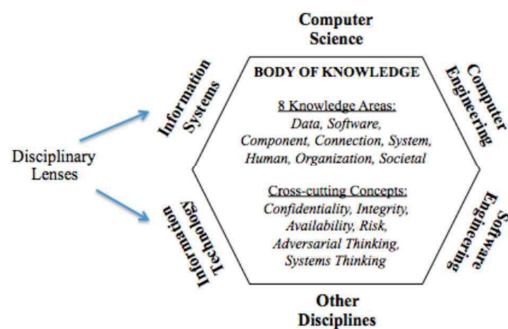 Computer
Science
Information
Systems
Computer
Engineering
BODY OF KNOWLEDGE
8 Knowledge Areas:
Data, Software,
Component, Connection, System,
Human, Organization, Societal
Disciplinary
Lenses
Cross-cutting Concepts:
Confidentiality, Integrity,
Availability, Risk,
Adversarial Thinking,
Systems Thinking
Information
Technology
Software
Engineering
Other
Disciplines